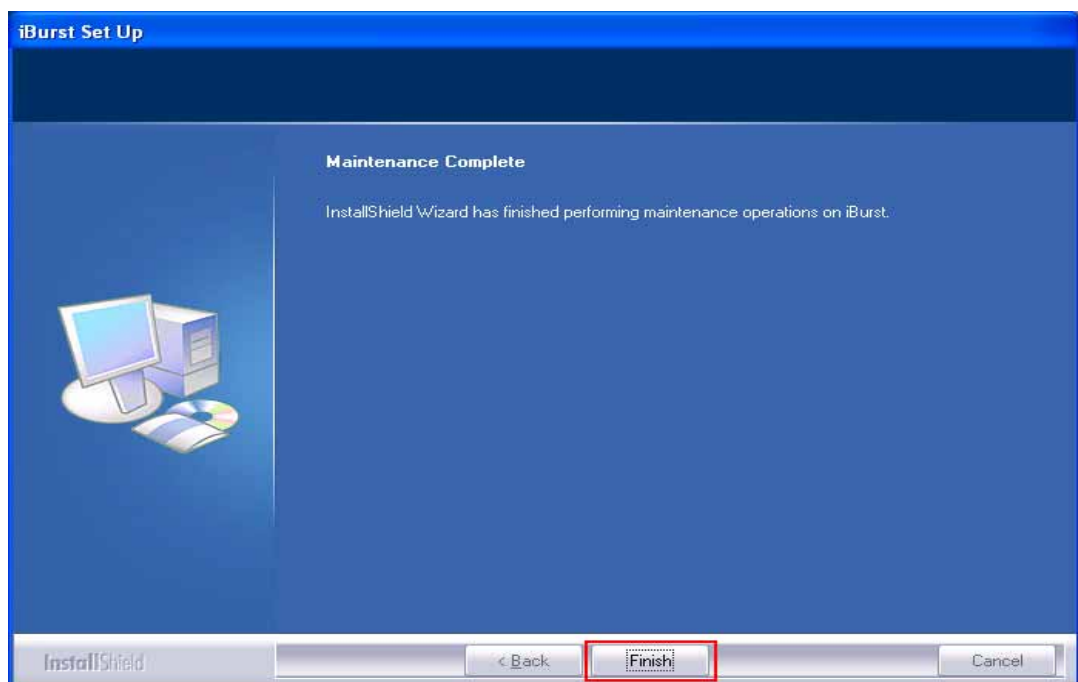 iBurst Set Up
Maintenance Complete
InstallShield Wizard has finished performing maintenance operations on iBurst.
InstallShield
< Back
Finish
Cancel